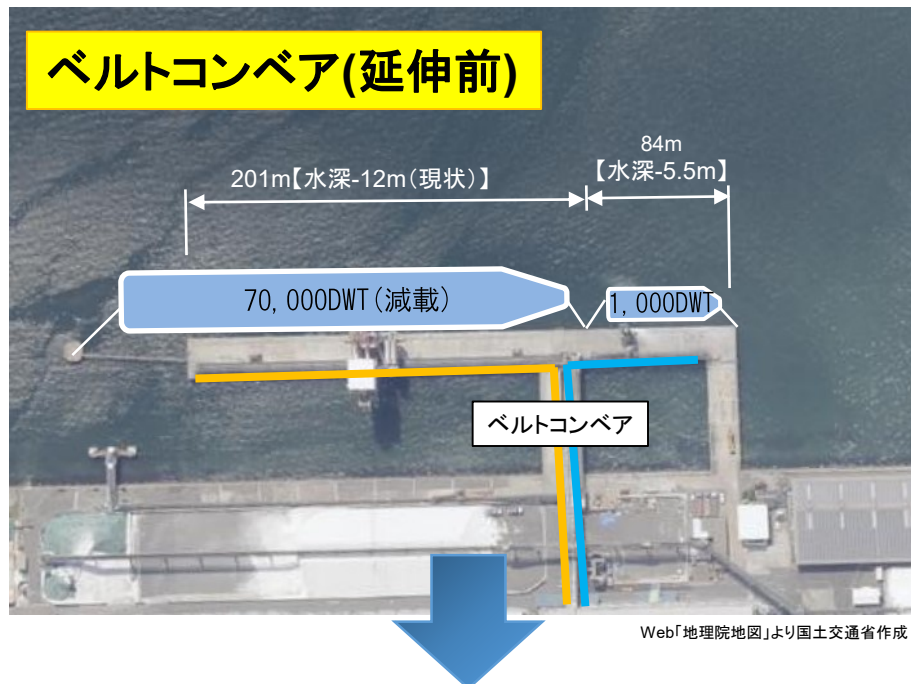 ベルトコンベア(延伸前)
84m
201m【水深-12m(現状)】
【水深-5.5m】
70,000DWT(減載)
1,000DWT
ベルトコンベア
Web「地理院地図」より国土交通省作成